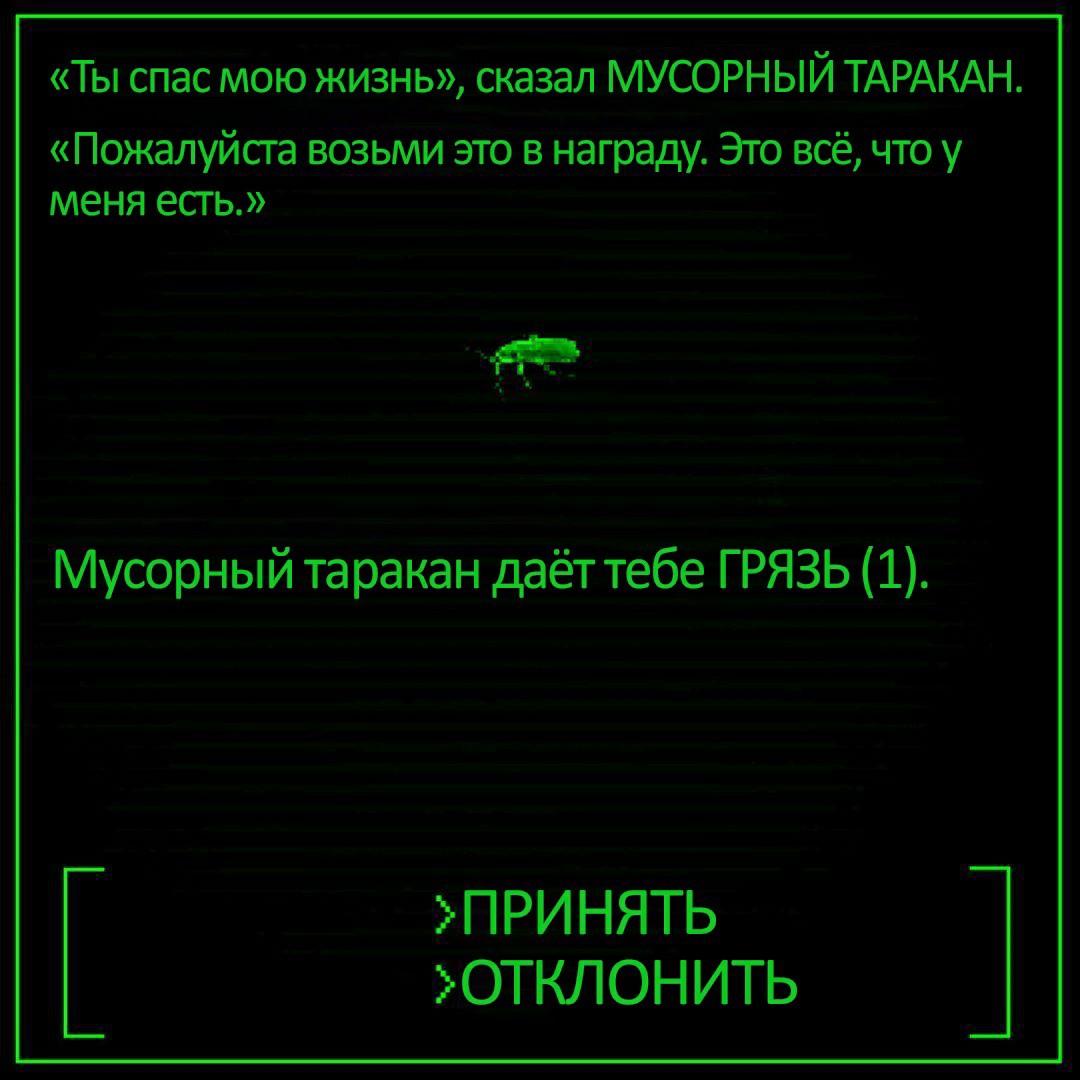 «Ты спас мою жизнь», сказал МУСОРНЫЙ ТАРАКАН.
«Пожалуйста возьми это в награду. Это всё, что у
меня есть.»
Мусорный таракан даёт тебе ГРЯЗЬ (1).
>ПРИНЯТЬ
>ОТКЛОНИТЬ